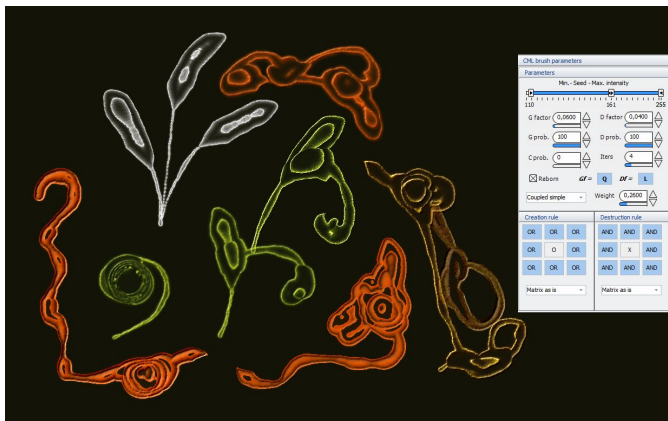 CML brush parameters
Parameters
Min. - Seed - Max. intensity
110 161 255
G factor 0,0600 D factor 0,0400
G prob. 100 D prob. 100
C prob. 0 Iters 4
Reborn Gf = Q Df = L
Coupled simple Weight 0,2600
Creation rule Destruction rule
OR OR OR AND AND AND
OR O OR AND X AND
OR OR OR AND AND AND
Matrix as is Matrix as is